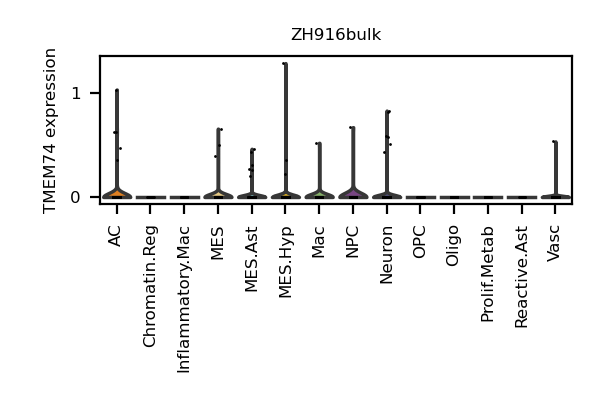 ZH916bulk
TMEM74 expression
1
0
AC
Chromatin.Reg
Inflammatory.Mac
MES
MES.Ast
MES.Hyp
Mac
NPC
Neuron
OPC
Oligo
Prolif.Metab
Reactive.Ast
Vasc